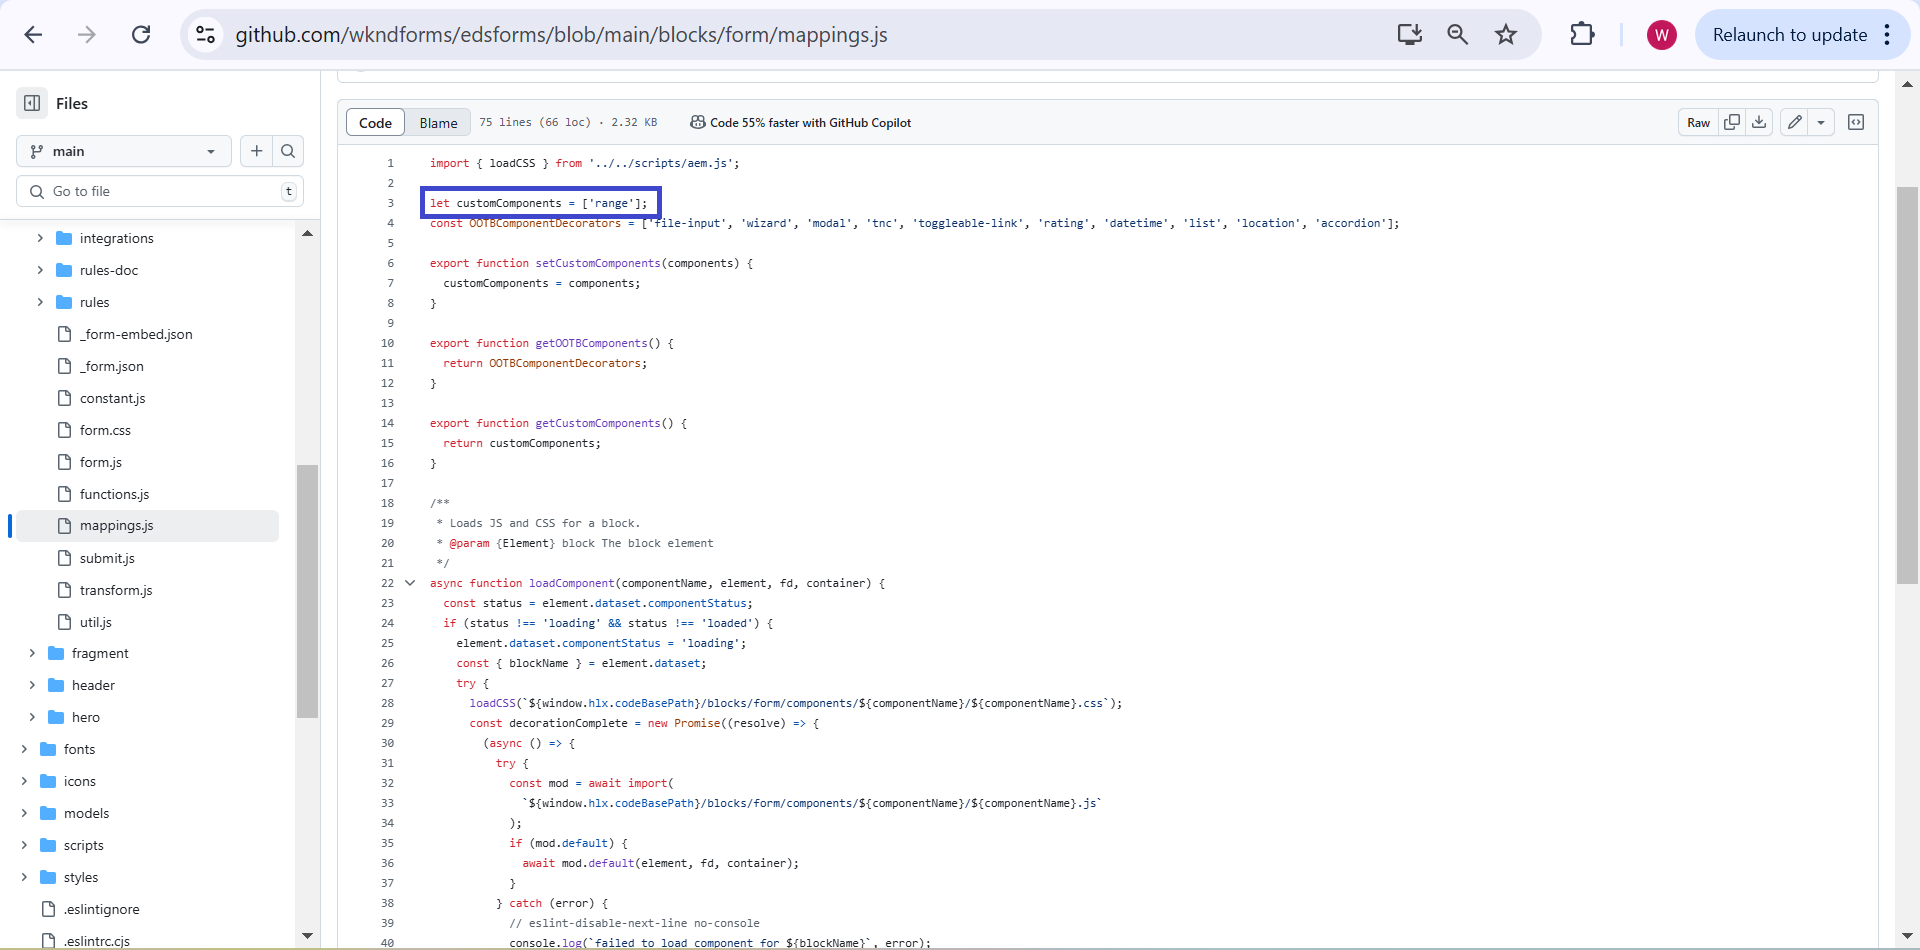 github.com/wkndforms/edsforms/blob/main/blocks/form/mappings.js
W
Relaunch to update
Files
main
Go to file
t
integrations
rules-doc
rules
_form-embed.json
_form.json
constant.js
form.css
form.js
functions.js
mappings.js
submit.js
transform.js
util.js
fragment
header
hero
fonts
icons
models
scripts
styles
.eslintignore
.eslintrc.cjs
Code
Blame
75 lines (66 loc) · 2.32 KB
Code 55% faster with GitHub Copilot
Raw
1 import { loadCSS } from '../../scripts/aem.js';
2
3 let customComponents = ['range'];
4 const OOTBComponentDecorators = ['file-input', 'wizard', 'modal', 'tnc', 'toggleable-link', 'rating', 'datetime', 'list', 'location', 'accordion'];
5
6 export function setCustomComponents(components) {
7 customComponents = components;
8 }
9
10 export function getOOTBComponents() {
11 return OOTBComponentDecorators;
12 }
13
14 export function getCustomComponents() {
15 return customComponents;
16 }
17
18 /**
19 * Loads JS and CSS for a block.
20 * @param {Element} block The block element
21 */
22 async function loadComponent(componentName, element, fd, container) {
23 const status = element.dataset.componentStatus;
24 if (status !== 'loading' && status !== 'loaded') {
25 element.dataset.componentStatus = 'loading';
26 const { blockName } = element.dataset;
27 try {
28 loadCSS(`${window.hlx.codeBasePath}/blocks/form/components/${componentName}/${componentName}.css`);
29 const decorationComplete = new Promise((resolve) => {
30 (async () => {
31 try {
32 const mod = await import(
33 `${window.hlx.codeBasePath}/blocks/form/components/${componentName}/${componentName}.js`
34 );
35 if (mod.default) {
36 await mod.default(element, fd, container);
37 }
38 } catch (error) {
39 // eslint-disable-next-line no-console
40 console.log(`failed to load component for ${blockName}`, error);